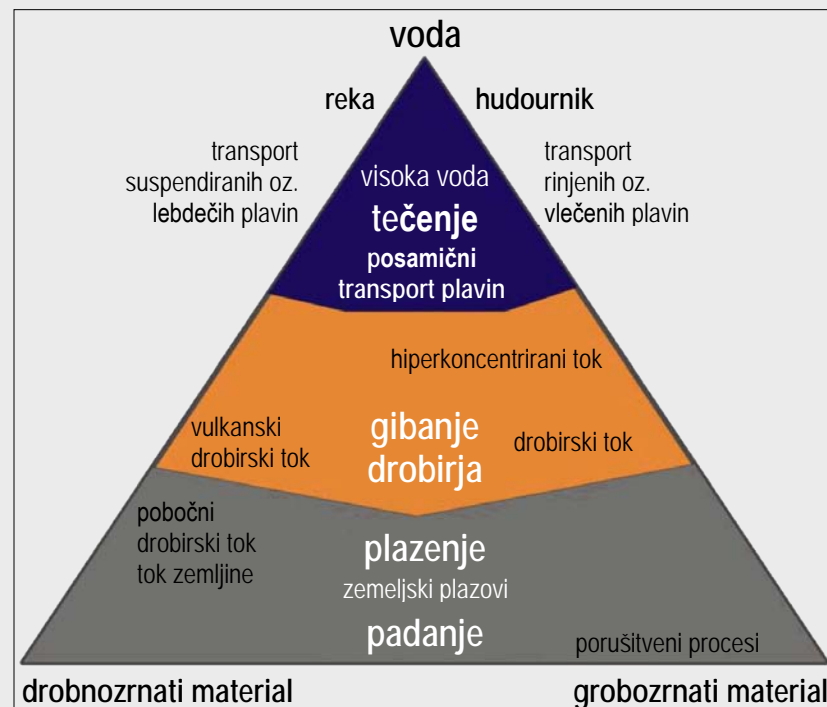 voda
reka
hudournik
transport
suspendiranih oz.
lebdečih plavin
transport
rinjenih oz.
vlečenih plavin
visoka voda
tečenje
posamični
transport plavin
hiperkoncentrirani tok
vulkanski
drobirski tok
gibanje
drobirja
drobirski tok
pobočni
drobirski tok
tok zemljine
plazenje
zemeljski plazovi
padanje
porušitveni procesi
drobnozrnati material
grobozrnati material